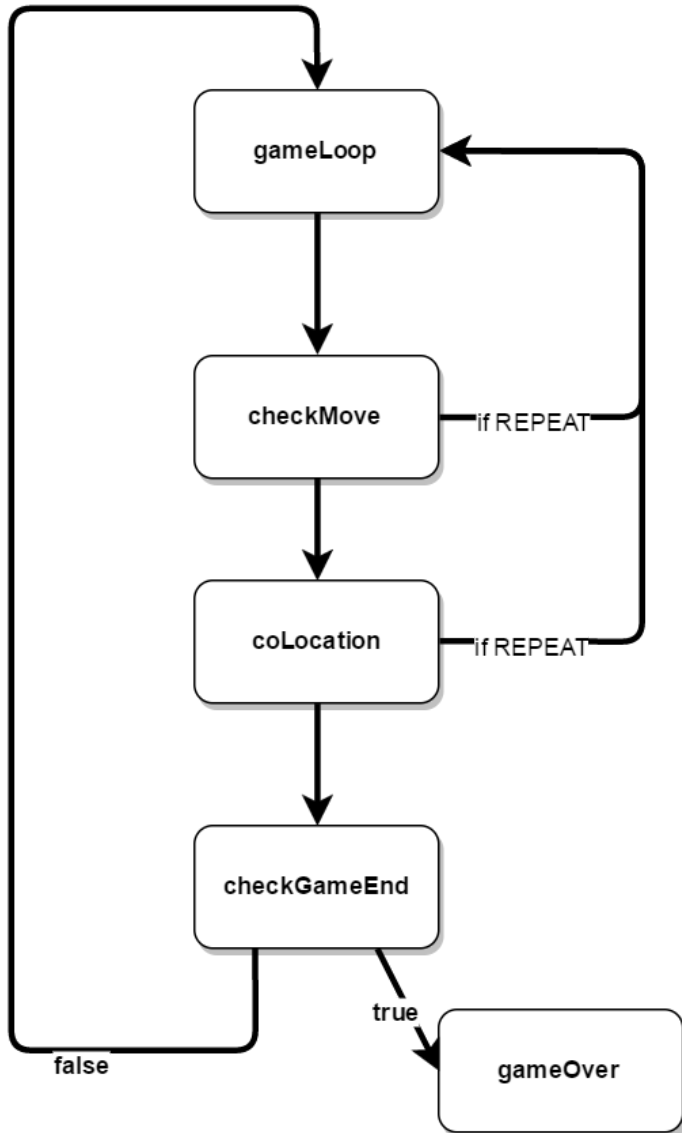 gameLoop
checkMove
if REPEAT
coLocation
if REPEAT
checkGameEnd
true
false
gameOver